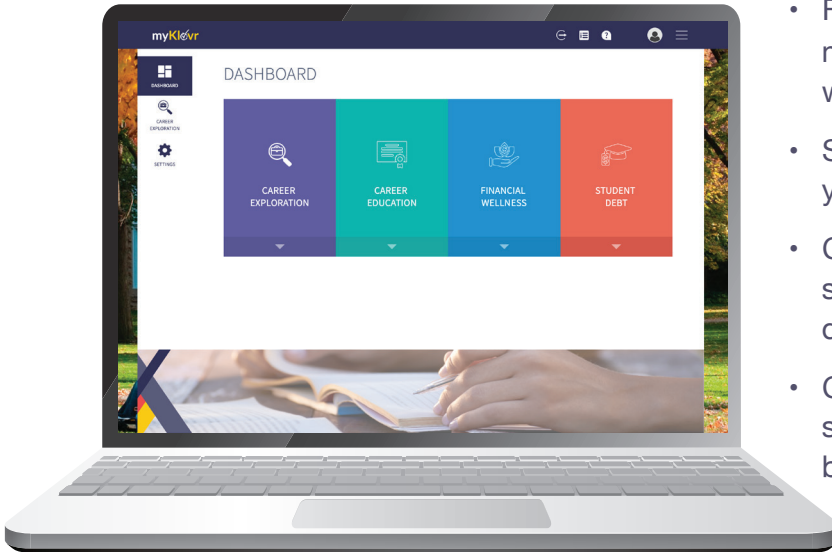 myKlovr
DASHBOARD
DASHBOARD
CAREER
EXPLORATION
SETTINGS
CAREER
EXPLORATION
CAREER
EDUCATION
FINANCIAL
WELLNESS
STUDENT
DEBT